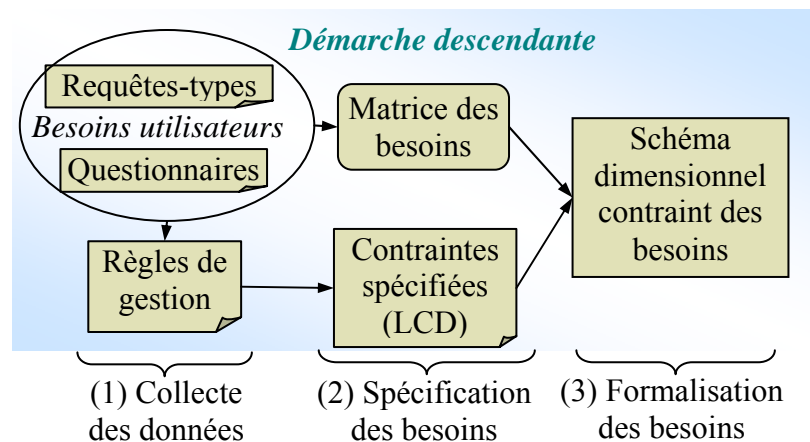 Démarche descendante
Requêtes-types
Besoins utilisateurs
Questionnaires
Matrice des
besoins
Schéma
dimensionnel
contraint des
besoins
Règles de
gestion
Contraintes
spécifiées
(LCD)
(1) Collecte
des données
(2) Spécification
des besoins
(3) Formalisation
des besoins